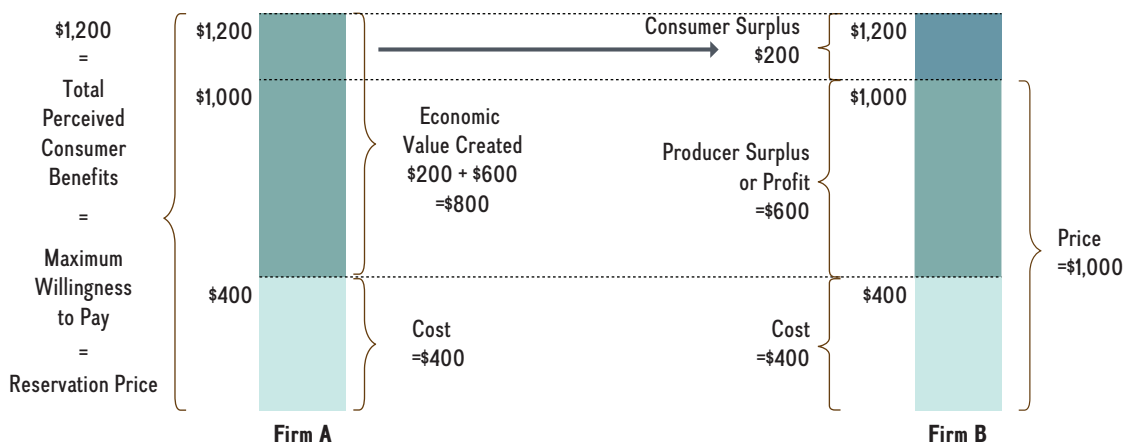 $1,200
=
Total
Perceived
Consumer
Benefits
=
Maximum
Willingness
to Pay
=
Reservation Price
$1,200
$1,000
$400
Economic
Value Created
$200 + $600
=$800
Cost
=$400
Firm A
Consumer Surplus
$200
Producer Surplus
or Profit
=$600
Cost
=$400
$1,200
$1,000
$400
Price
=$1,000
Firm B